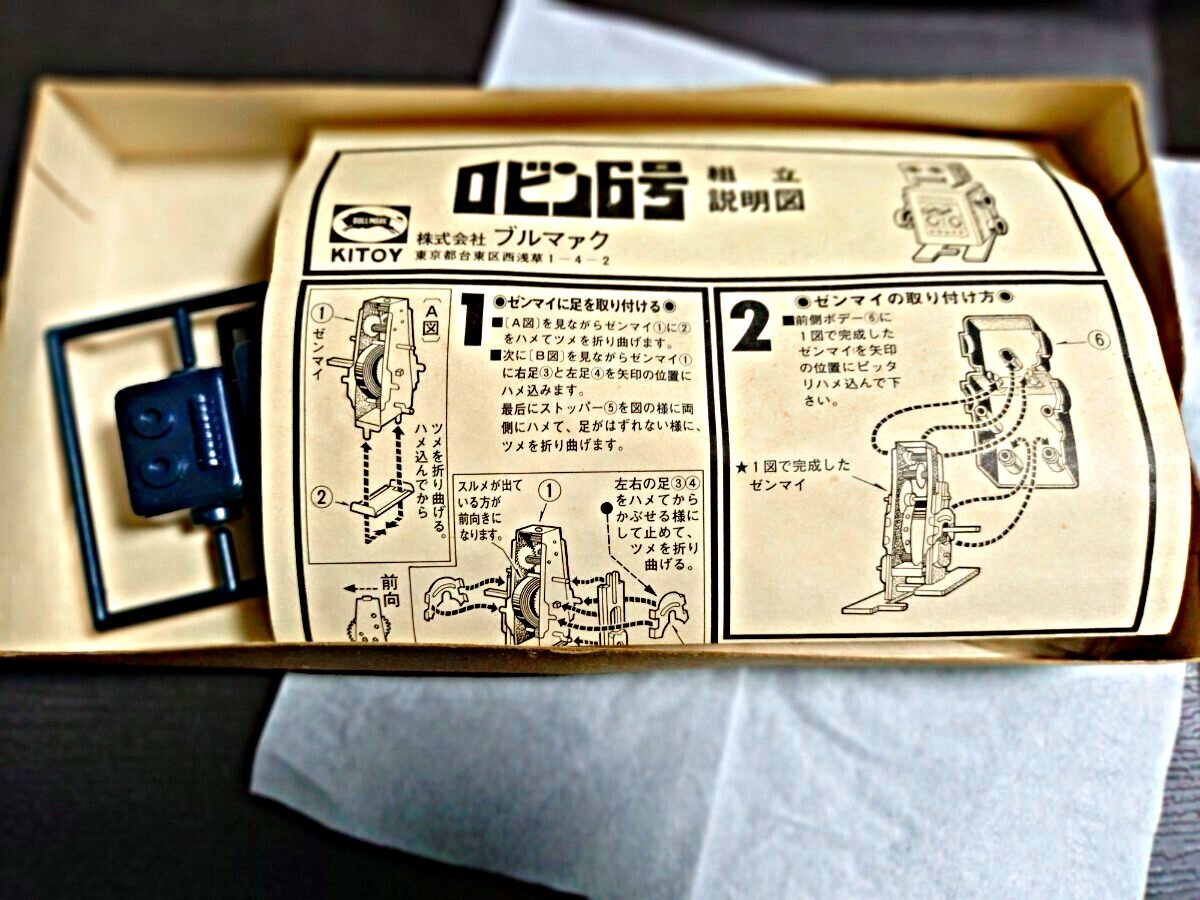 ロビン6号 組立
説明図
BULLMARK
KITOY
株式会社 ブルマァク
東京都台東区西浅草1-4-2
1
◉ゼンマイに足を取り付ける◉
■〔A図〕を見ながらゼンマイ①に②
をハメてツメを折り曲げます。
■次に〔B図〕を見ながらゼンマイ①
に右足③と左足④を矢印の位置に
ハメ込みます。
最後にストッパー⑤を図の様に両
側にハメて、足がはずれない様に、
ツメを折り曲げます。
〔A図〕
①
ゼンマイ
②
ツメを折り曲げる。
ハメ込んでから
前向
スルメが出て
いる方が
前向きに
なります。
①
左右の足③④
をハメてから
かぶせる様に
して止めて、
ツメを折り
曲げる。
2
◉ゼンマイの取り付け方◉
■前側ボデー⑥に
1図で完成した
ゼンマイを矢印
の位置にピッタ
リハメ込んで下
さい。
⑥
★1図で完成した
ゼンマイ